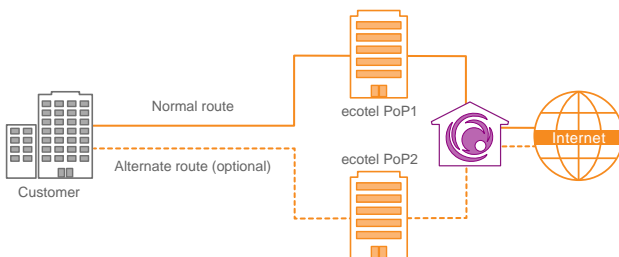 Normal route
ecotel PoP1
Internet
Alternate route (optional)
ecotel PoP2
Customer